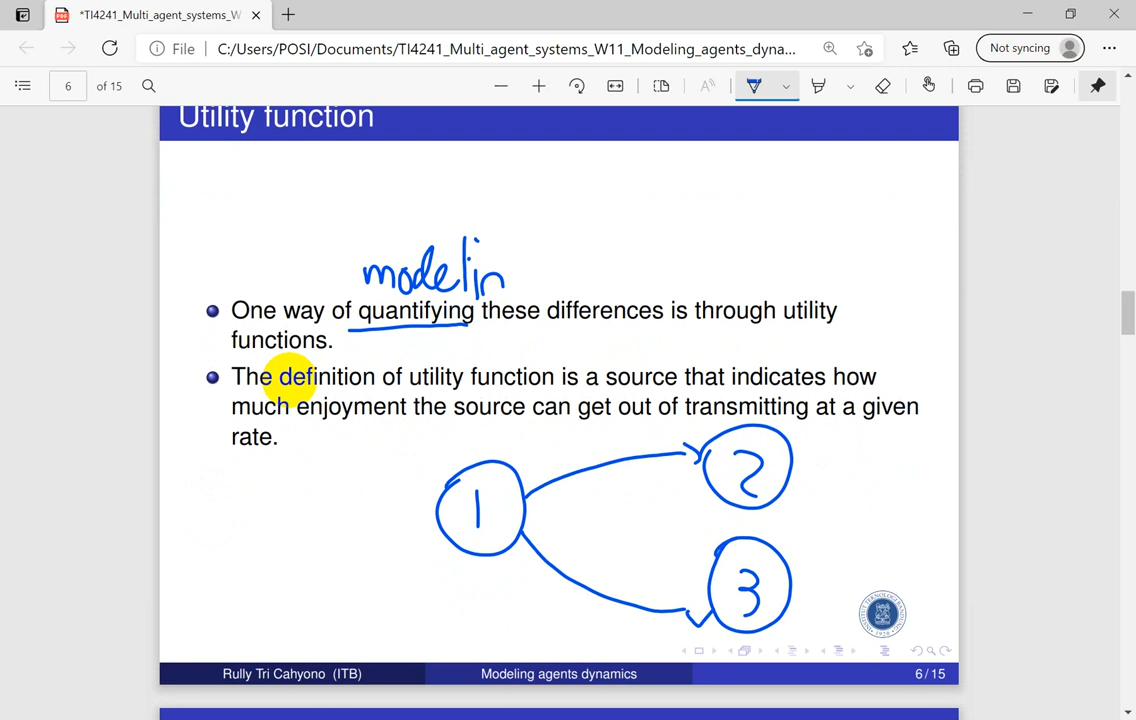 *TI4241_Multi_agent_systems_W
File
C:/Users/POSI/Documents/TI4241_Multi_agent_systems_W11_Modeling_agents_dyna...
Not syncing
6 of 15
Utility function
modelin
One way of quantifying these differences is through utility
functions.
The definition of utility function is a source that indicates how
much enjoyment the source can get out of transmitting at a given
rate.
1
2
3
Rully Tri Cahyono (ITB)
Modeling agents dynamics
6 / 15